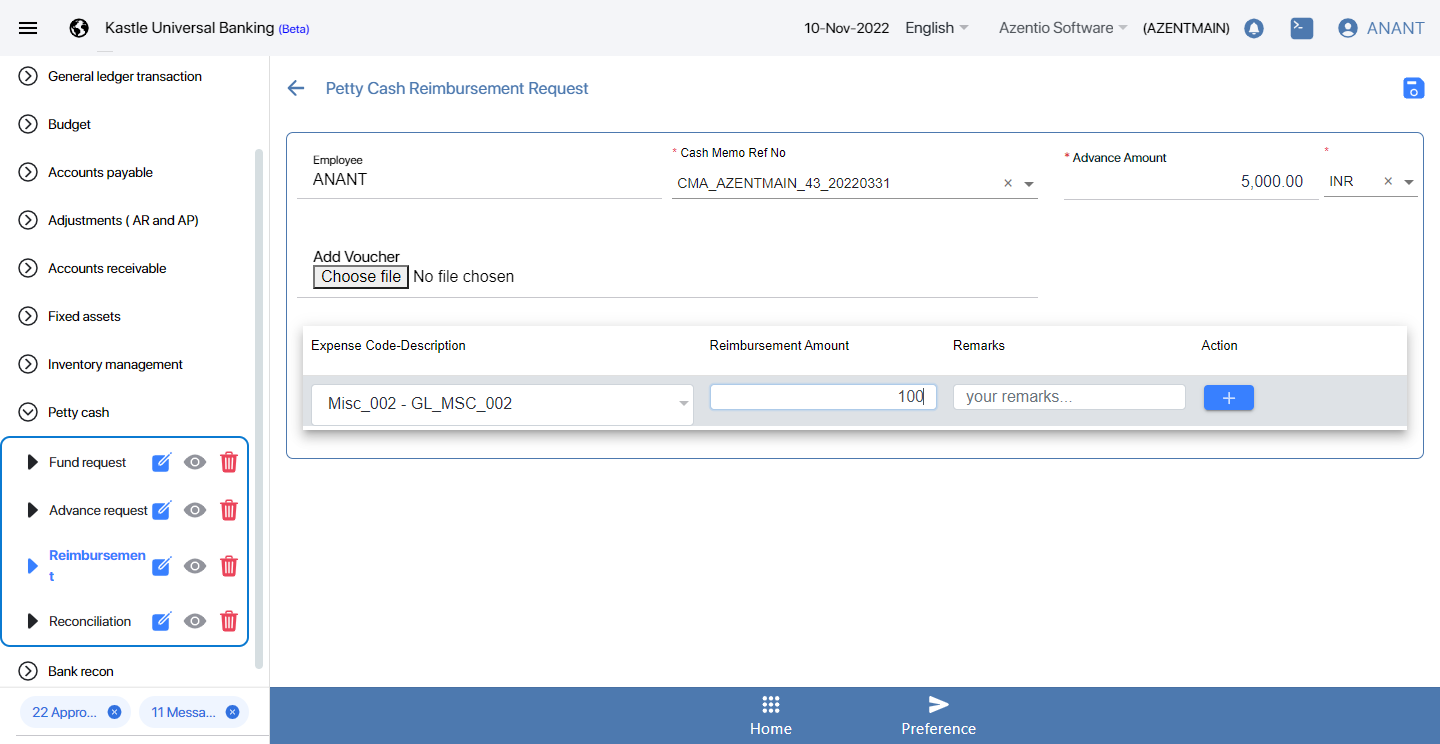 Kastle Universal Banking (Beta)
10-Nov-2022 English Azentio Software (AZENTMAIN) ANANT
General ledger transaction
Budget
Accounts payable
Adjustments ( AR and AP)
Accounts receivable
Fixed assets
Inventory management
Petty cash
Fund request
Advance request
Reimbursemen
t
Reconciliation
Bank recon
22 Appro... 11 Messa...
Petty Cash Reimbursement Request
Employee
ANANT
* Cash Memo Ref No
CMA_AZENTMAIN_43_20220331 ×
* Advance Amount
5,000.00
*
INR ×
Add Voucher
Choose file No file chosen
Expense Code-Description Reimbursement Amount Remarks Action
Misc_002 - GL_MSC_002 100 your remarks... +
Home Preference